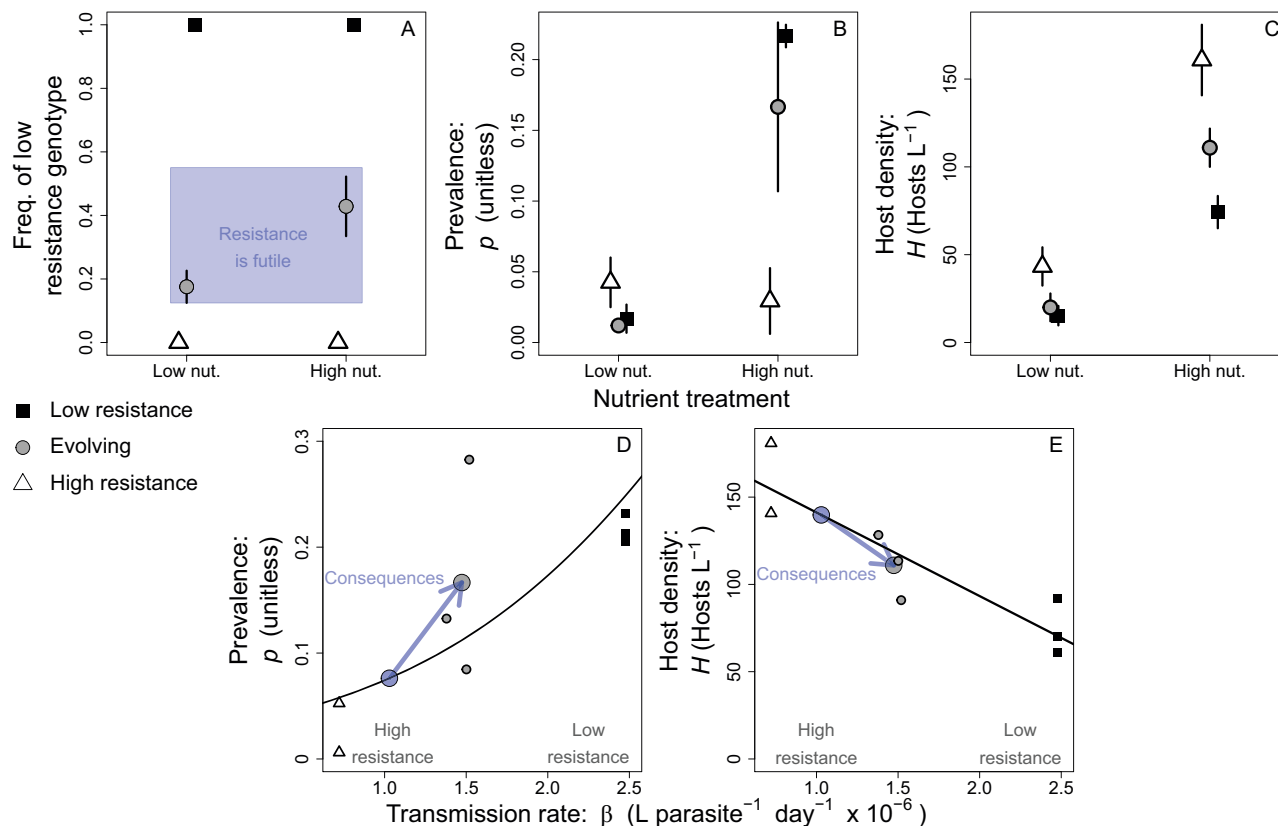 A
Freq. of low
resistance genotype
0.0 0.2 0.4 0.6 0.8 1.0
Resistance
is futile
Low nut. High nut.
B
Prevalence:
p (unitless)
0.00 0.05 0.10 0.15 0.20
Low nut. High nut.
C
Host density:
H (Hosts L⁻¹)
0 50 100 150
Low nut. High nut.
Nutrient treatment
Low resistance
Evolving
High resistance
D
Prevalence:
p (unitless)
0 0.1 0.2 0.3
Consequences
High
resistance
Low
resistance
1.0 1.5 2.0 2.5
E
Host density:
H (Hosts L⁻¹)
0 50 100 150
Consequences
High
resistance
Low
resistance
1.0 1.5 2.0 2.5
Transmission rate: β (L parasite⁻¹ day⁻¹ x 10⁻⁶)